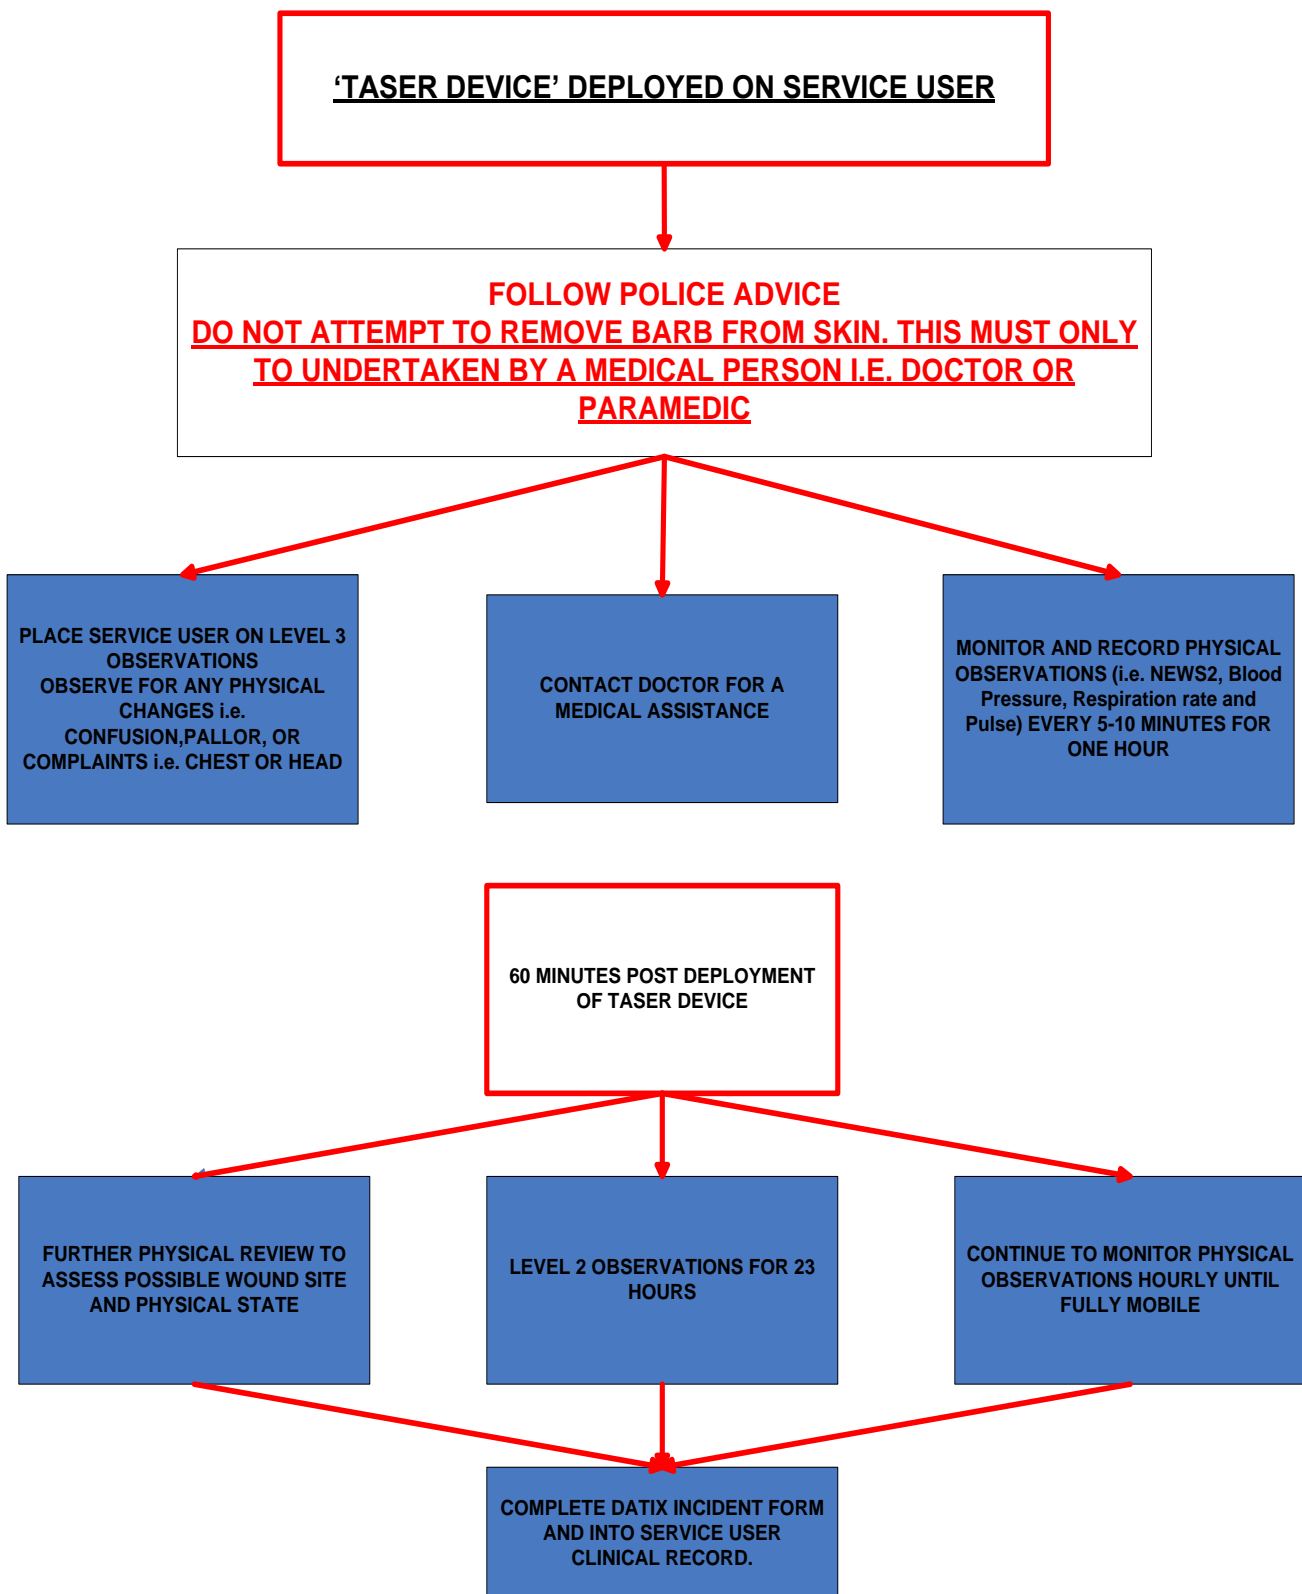 ‘TASER DEVICE’ DEPLOYED ON SERVICE USER
FOLLOW POLICE ADVICE
DO NOT ATTEMPT TO REMOVE BARB FROM SKIN. THIS MUST ONLY
TO UNDERTAKEN BY A MEDICAL PERSON I.E. DOCTOR OR
PARAMEDIC
PLACE SERVICE USER ON LEVEL 3
OBSERVATIONS
OBSERVE FOR ANY PHYSICAL
CHANGES i.e.
CONFUSION,PALLOR, OR
COMPLAINTS i.e. CHEST OR HEAD
CONTACT DOCTOR FOR A
MEDICAL ASSISTANCE
MONITOR AND RECORD PHYSICAL
OBSERVATIONS (i.e. NEWS2, Blood
Pressure, Respiration rate and
Pulse) EVERY 5-10 MINUTES FOR
ONE HOUR
60 MINUTES POST DEPLOYMENT
OF TASER DEVICE
FURTHER PHYSICAL REVIEW TO
ASSESS POSSIBLE WOUND SITE
AND PHYSICAL STATE
LEVEL 2 OBSERVATIONS FOR 23
HOURS
CONTINUE TO MONITOR PHYSICAL
OBSERVATIONS HOURLY UNTIL
FULLY MOBILE
COMPLETE DATIX INCIDENT FORM
AND INTO SERVICE USER
CLINICAL RECORD.